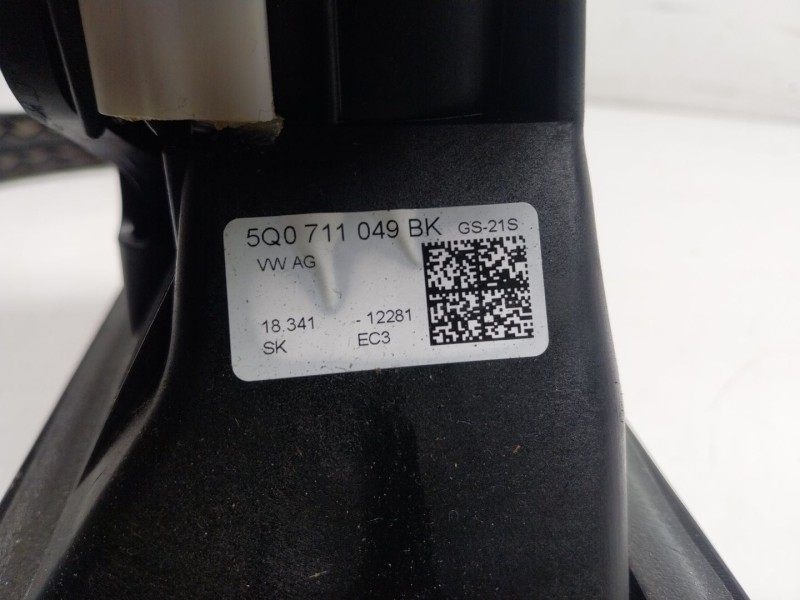 5Q0 711 049 BK GS-21S
VW AG
18.341 - 12281
SK EC3